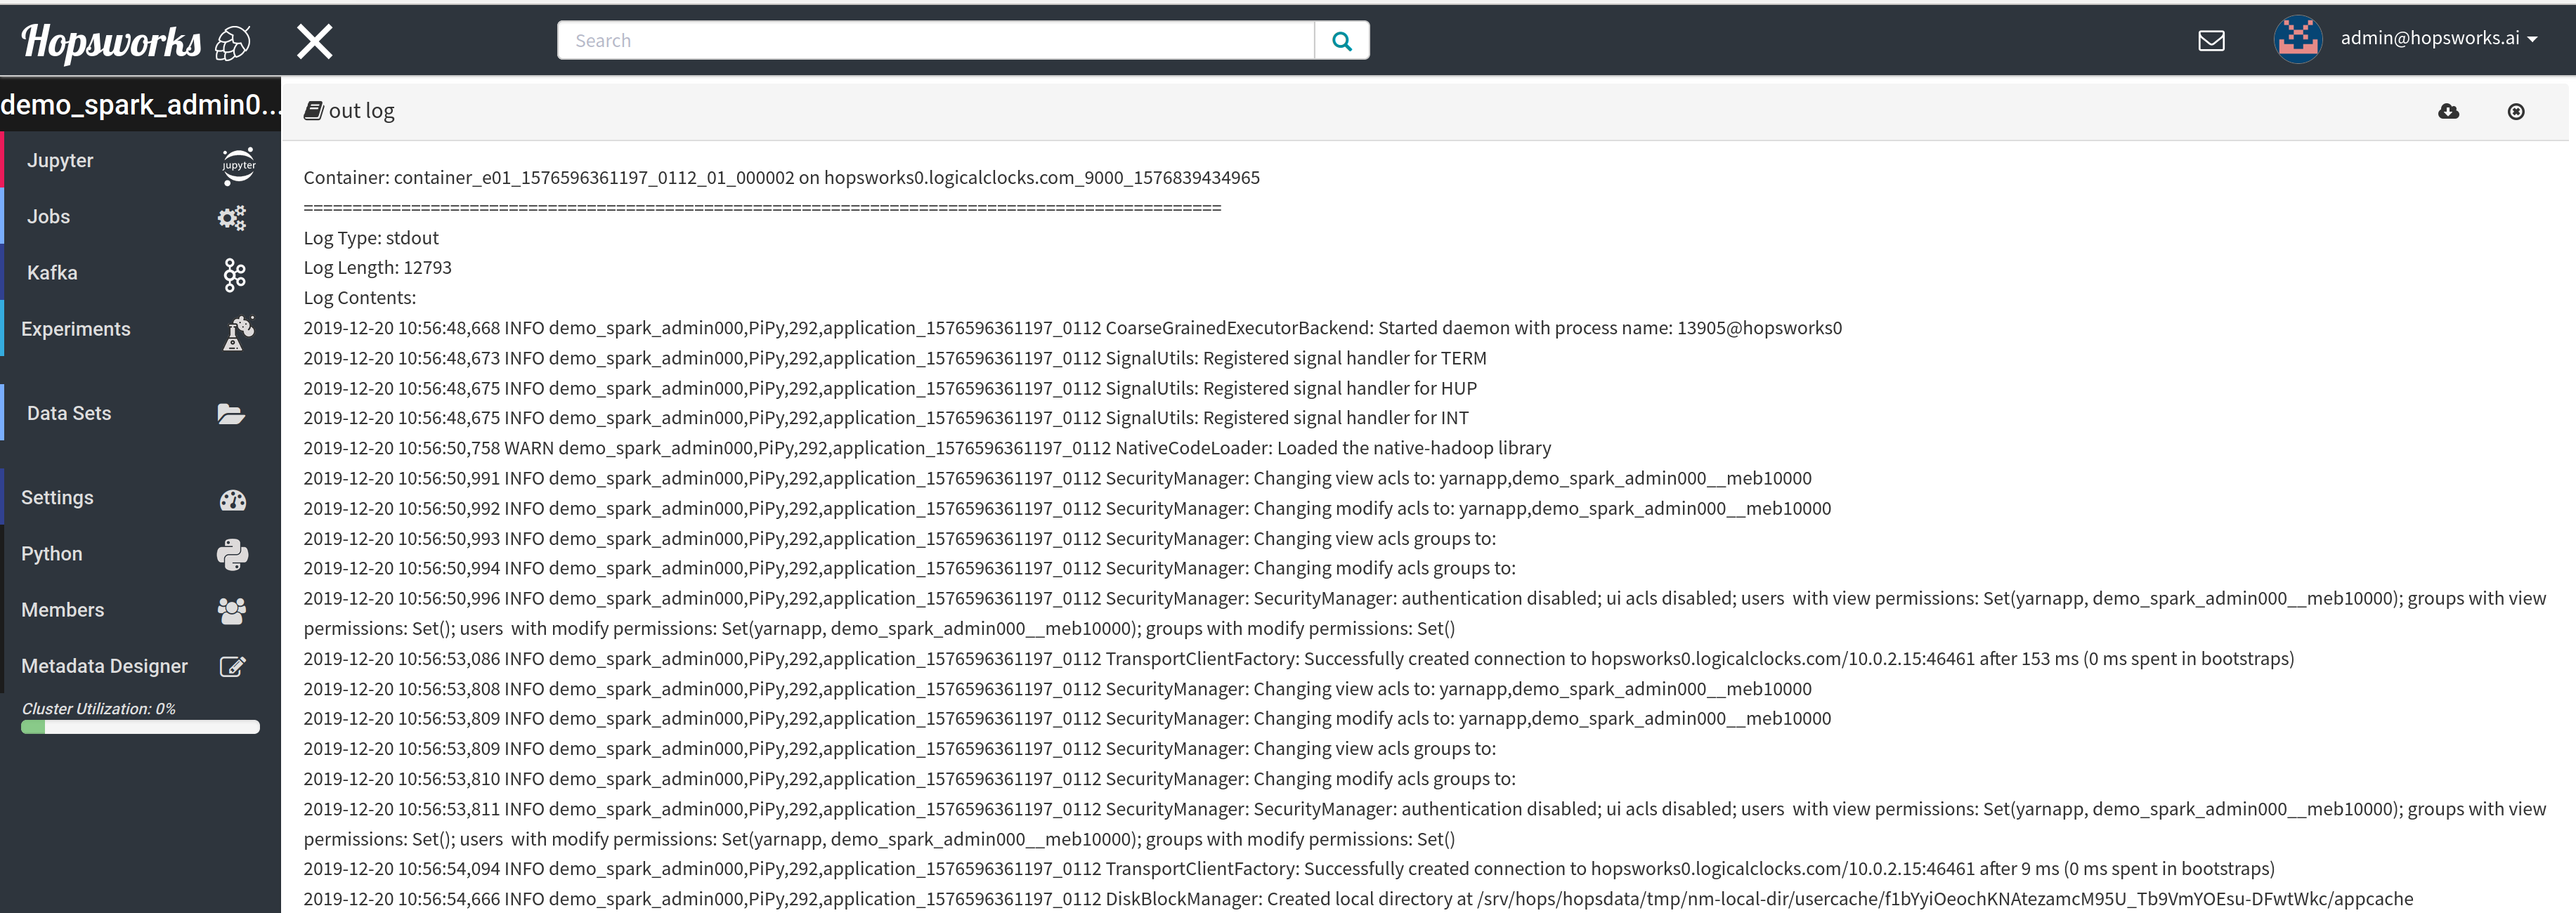 Hopsworks
Search
admin@hopsworks.ai
demo_spark_admin0...
Jupyter
jupyter
Jobs
Kafka
Experiments
Data Sets
Settings
Python
Members
Metadata Designer
Cluster Utilization: 0%
out log
Container: container_e01_1576596361197_0112_01_000002 on hopsworks0.logicalclocks.com_9000_1576839434965
==============================================================================================
Log Type: stdout
Log Length: 12793
Log Contents:
2019-12-20 10:56:48,668 INFO demo_spark_admin000,PiPy,292,application_1576596361197_0112 CoarseGrainedExecutorBackend: Started daemon with process name: 13905@hopsworks0
2019-12-20 10:56:48,673 INFO demo_spark_admin000,PiPy,292,application_1576596361197_0112 SignalUtils: Registered signal handler for TERM
2019-12-20 10:56:48,675 INFO demo_spark_admin000,PiPy,292,application_1576596361197_0112 SignalUtils: Registered signal handler for HUP
2019-12-20 10:56:48,675 INFO demo_spark_admin000,PiPy,292,application_1576596361197_0112 SignalUtils: Registered signal handler for INT
2019-12-20 10:56:50,758 WARN demo_spark_admin000,PiPy,292,application_1576596361197_0112 NativeCodeLoader: Loaded the native-hadoop library
2019-12-20 10:56:50,991 INFO demo_spark_admin000,PiPy,292,application_1576596361197_0112 SecurityManager: Changing view acls to: yarnapp,demo_spark_admin000__meb10000
2019-12-20 10:56:50,992 INFO demo_spark_admin000,PiPy,292,application_1576596361197_0112 SecurityManager: Changing modify acls to: yarnapp,demo_spark_admin000__meb10000
2019-12-20 10:56:50,993 INFO demo_spark_admin000,PiPy,292,application_1576596361197_0112 SecurityManager: Changing view acls groups to:
2019-12-20 10:56:50,994 INFO demo_spark_admin000,PiPy,292,application_1576596361197_0112 SecurityManager: Changing modify acls groups to:
2019-12-20 10:56:50,996 INFO demo_spark_admin000,PiPy,292,application_1576596361197_0112 SecurityManager: SecurityManager: authentication disabled; ui acls disabled; users  with view permissions: Set(yarnapp, demo_spark_admin000__meb10000); groups with view
permissions: Set(); users  with modify permissions: Set(yarnapp, demo_spark_admin000__meb10000); groups with modify permissions: Set()
2019-12-20 10:56:53,086 INFO demo_spark_admin000,PiPy,292,application_1576596361197_0112 TransportClientFactory: Successfully created connection to hopsworks0.logicalclocks.com/10.0.2.15:46461 after 153 ms (0 ms spent in bootstraps)
2019-12-20 10:56:53,808 INFO demo_spark_admin000,PiPy,292,application_1576596361197_0112 SecurityManager: Changing view acls to: yarnapp,demo_spark_admin000__meb10000
2019-12-20 10:56:53,809 INFO demo_spark_admin000,PiPy,292,application_1576596361197_0112 SecurityManager: Changing modify acls to: yarnapp,demo_spark_admin000__meb10000
2019-12-20 10:56:53,809 INFO demo_spark_admin000,PiPy,292,application_1576596361197_0112 SecurityManager: Changing view acls groups to:
2019-12-20 10:56:53,810 INFO demo_spark_admin000,PiPy,292,application_1576596361197_0112 SecurityManager: Changing modify acls groups to:
2019-12-20 10:56:53,811 INFO demo_spark_admin000,PiPy,292,application_1576596361197_0112 SecurityManager: SecurityManager: authentication disabled; ui acls disabled; users  with view permissions: Set(yarnapp, demo_spark_admin000__meb10000); groups with view
permissions: Set(); users  with modify permissions: Set(yarnapp, demo_spark_admin000__meb10000); groups with modify permissions: Set()
2019-12-20 10:56:54,094 INFO demo_spark_admin000,PiPy,292,application_1576596361197_0112 TransportClientFactory: Successfully created connection to hopsworks0.logicalclocks.com/10.0.2.15:46461 after 9 ms (0 ms spent in bootstraps)
2019-12-20 10:56:54,666 INFO demo_spark_admin000,PiPy,292,application_1576596361197_0112 DiskBlockManager: Created local directory at /srv/hops/hopsdata/tmp/nm-local-dir/usercache/f1bYyiOeochKNAtezamcM95U_Tb9VmYOEsu-DFwtWkc/appcache